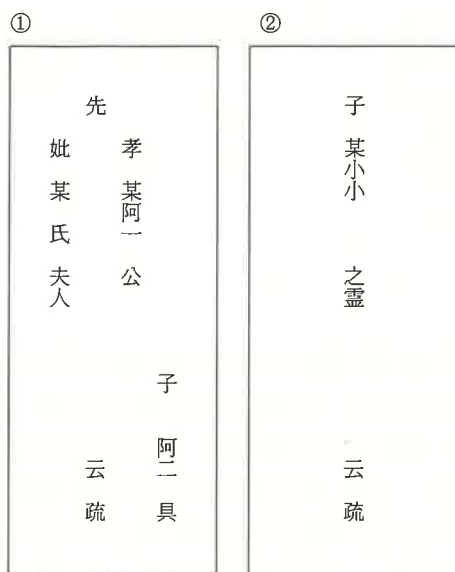 ①
子 阿二 具
孝 某阿一 公
先 云 疏
妣 某 氏 夫人
②
子 某小小 之霊 云 疏